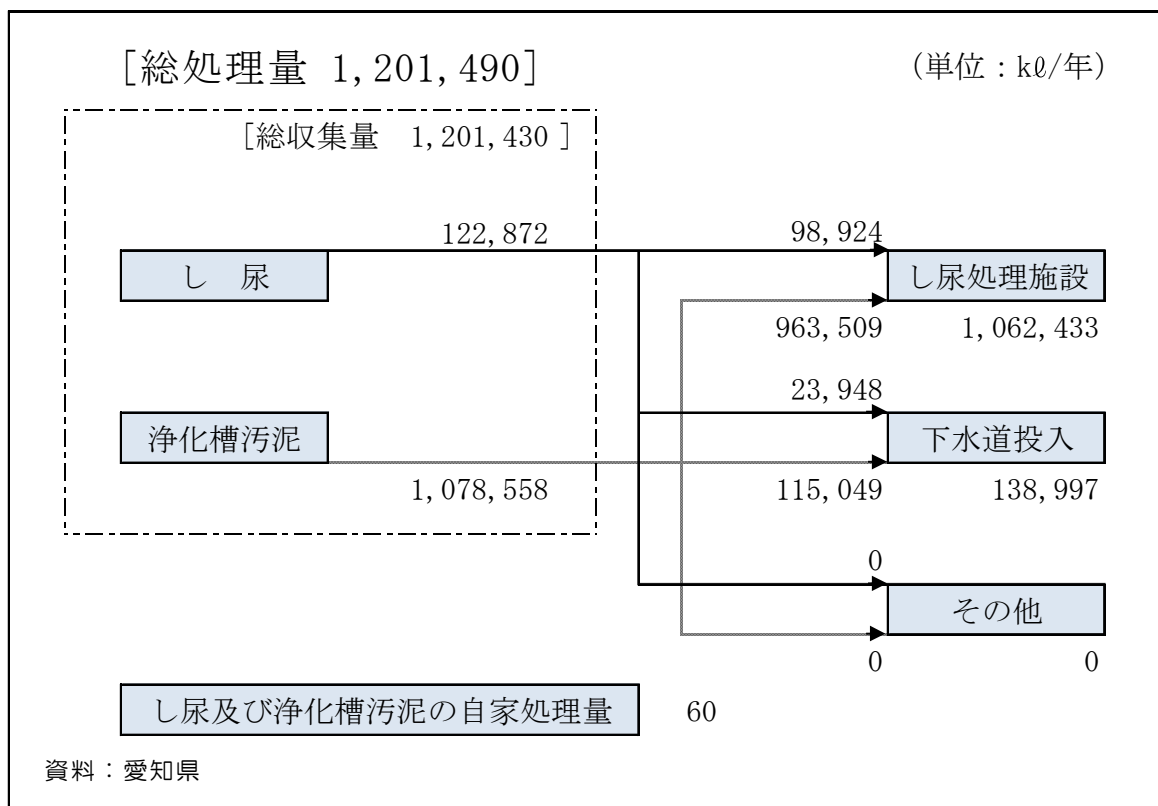 [総処理量 1,201,490]
(単位:kℓ/年)
[総収集量 1,201,430 ]
122,872
98,924
し 尿
し尿処理施設
963,509
1,062,433
23,948
浄化槽汚泥
下水道投入
1,078,558
115,049
138,997
0
その他
0
0
し尿及び浄化槽汚泥の自家処理量
60
資料:愛知県